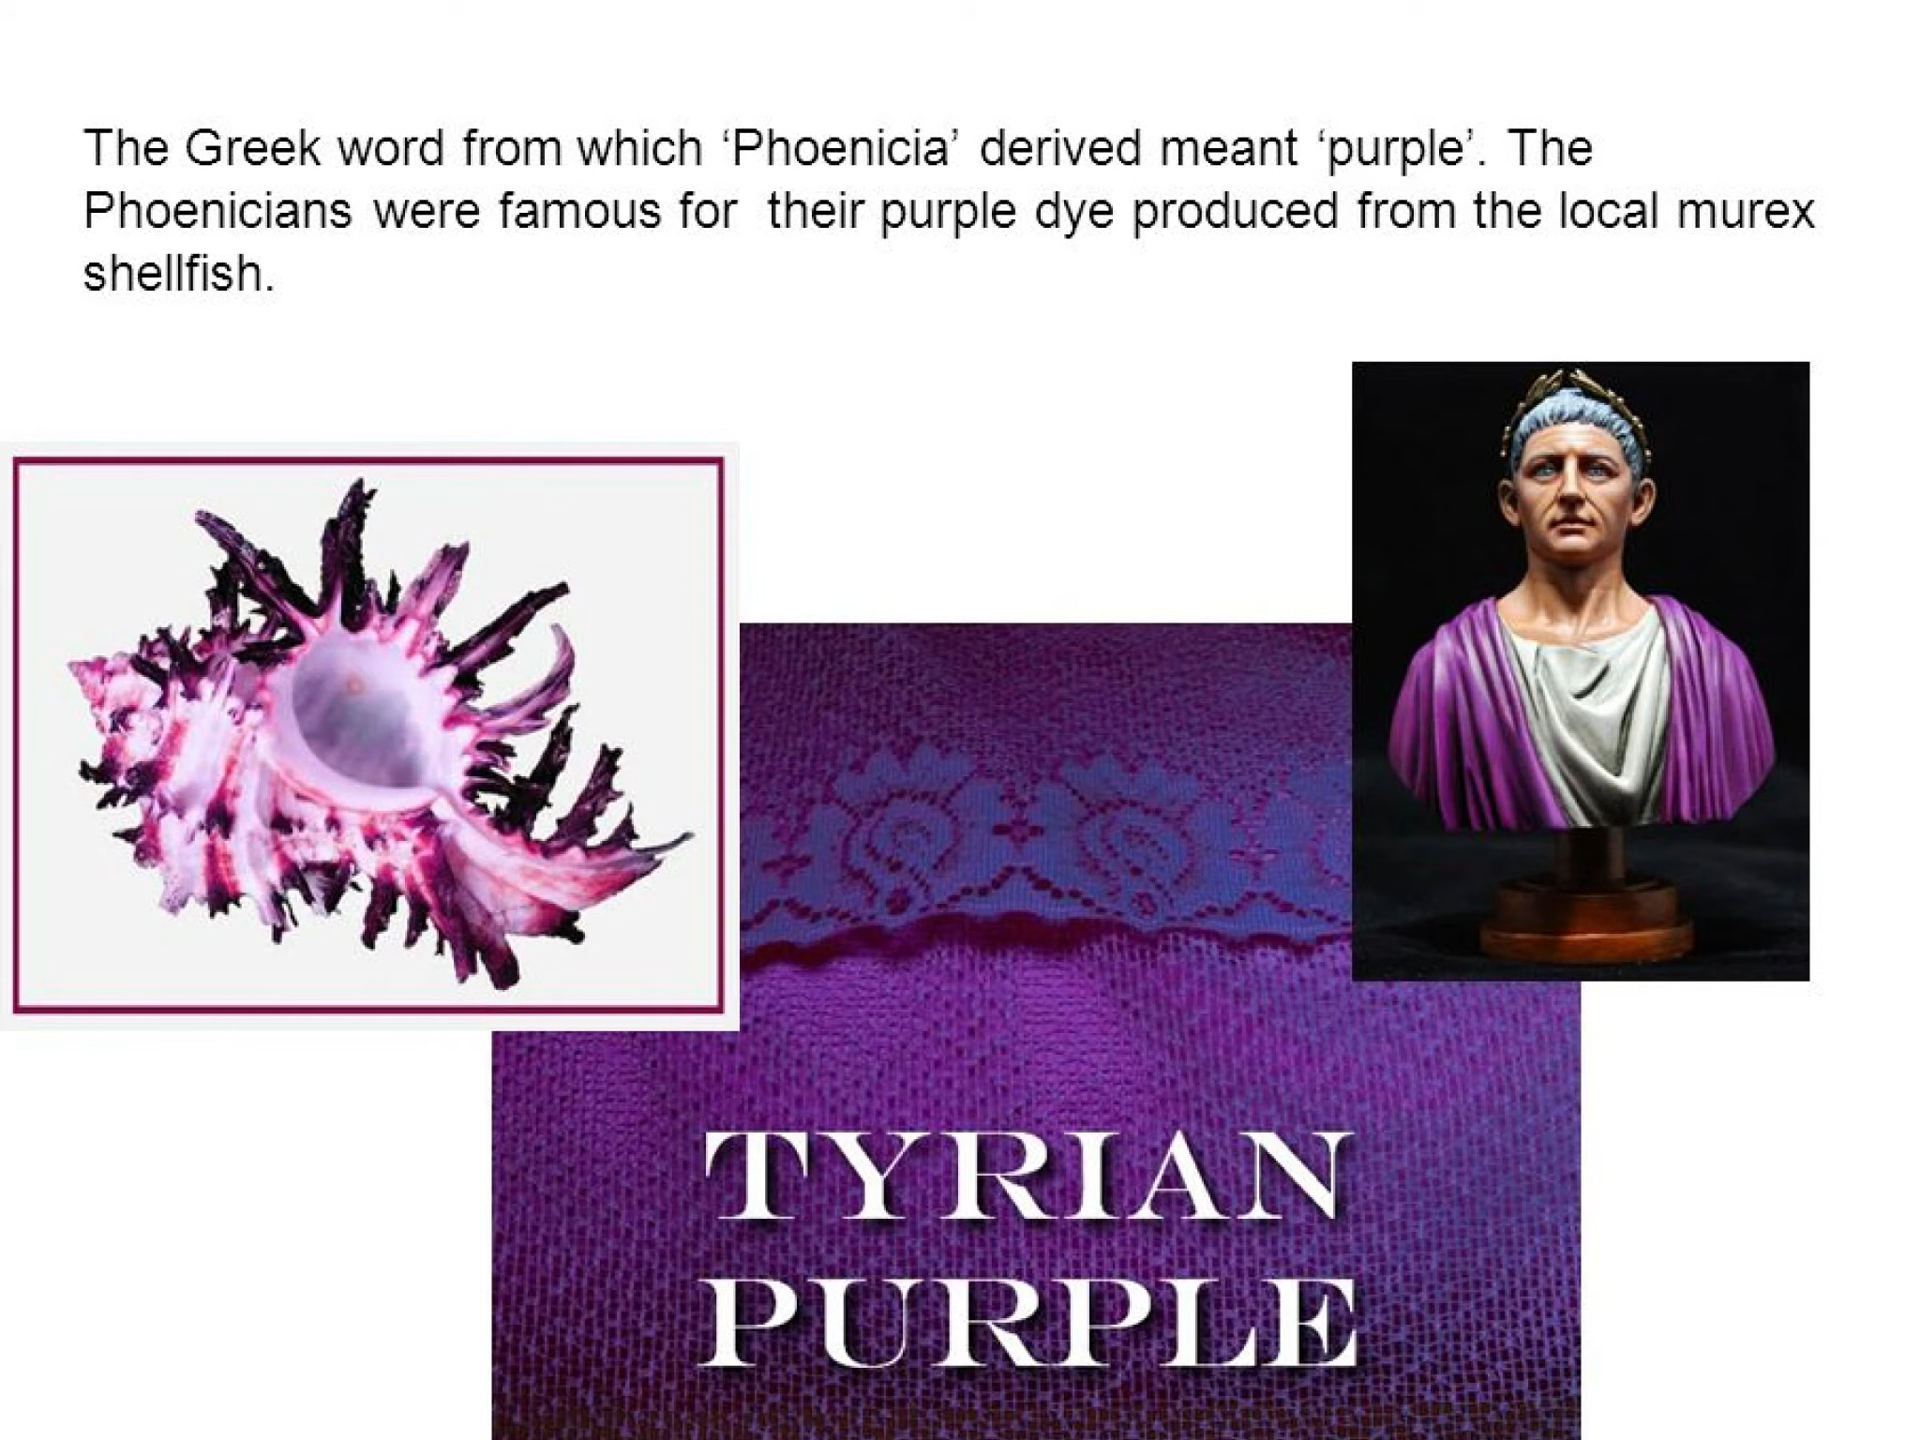 The Greek word from which ‘Phoenicia’ derived meant ‘purple’. The
Phoenicians were famous for  their purple dye produced from the local murex
shellfish.
TYRIAN
PURPLE